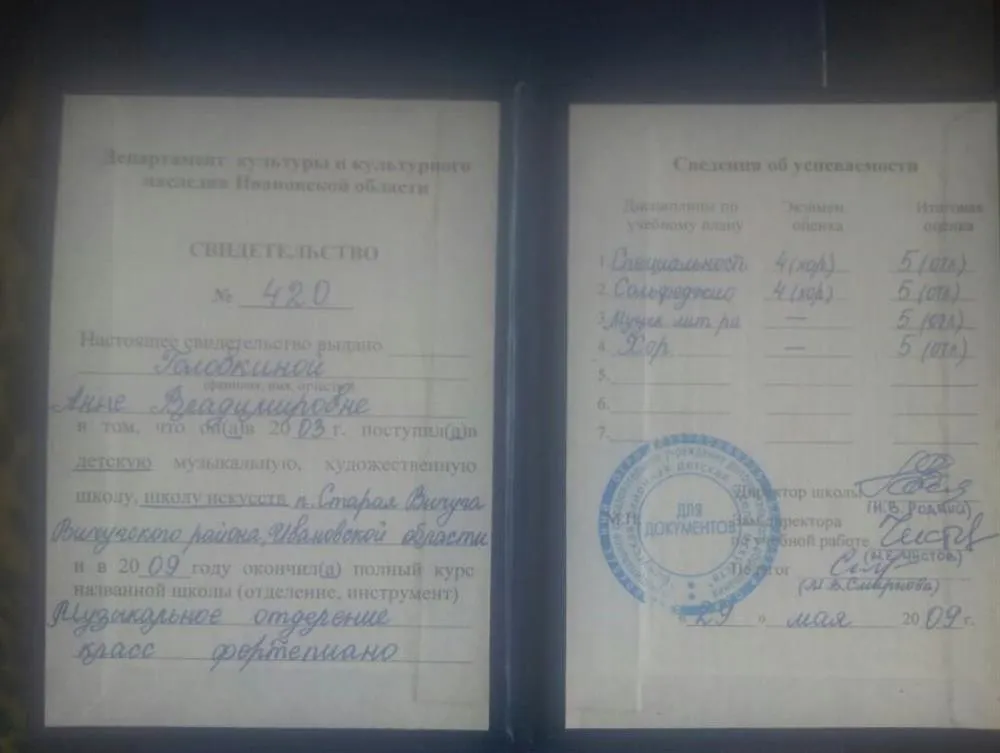 Департамент культуры и культурного
наследия Ивановской области
СВИДЕТЕЛЬСТВО
№ 420
Настоящее свидетельство выдано
Головкиной
(фамилия, имя, отчество)
Анне Владимировне
в том, что он(а)в 2003 г. поступил(а)в
детскую музыкальную, художественную
школу, школу искусств п. Старая Вичуга
Вичугского района, Ивановской области
и в 2009 году окончил(а) полный курс
названной школы (отделение, инструмент)
Музыкальное отделение
класс фортепиано
Сведения об успеваемости
Дисциплины по учебному плану
Экзамен. оценка
Итоговая оценка
1. Специальность 4 (хор) 5 (отл)
2. Сольфеджио 4 (хор) 5 (отл)
3. Музык лит ра — 5 (отл)
4. Хор — 5 (отл)
5.
6.
7.
ДЛЯ
ДОКУМЕНТОВ
М.П.
Директор школы
Зам. директора
по учебной работе
Педагог
(М.В.Смирнова)
« 29 » мая 2009 г.